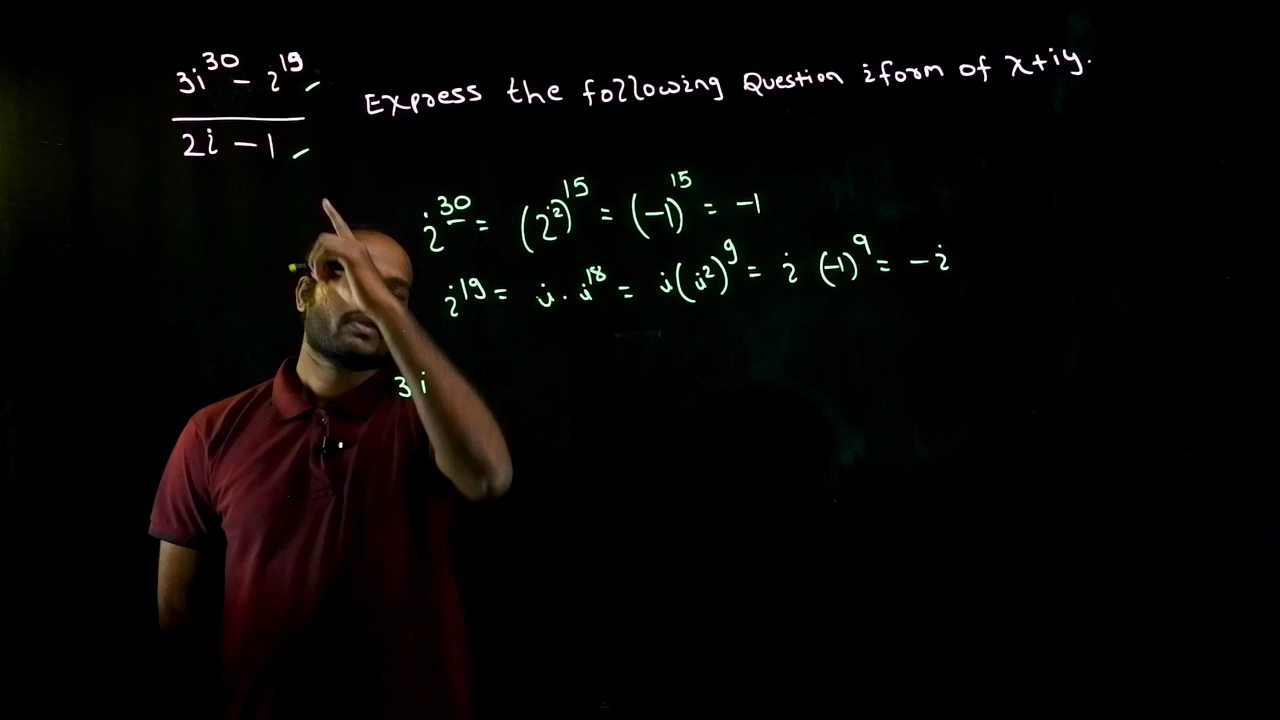 3i^30 - i^19
2i - 1
Express the following Question iform of x+iy.
i^30 = (i^2)^15 = (-1)^15 = -1
i^19 = i · i^18 = i(i^2)^9 = i (-1)^9 = -i
3 i